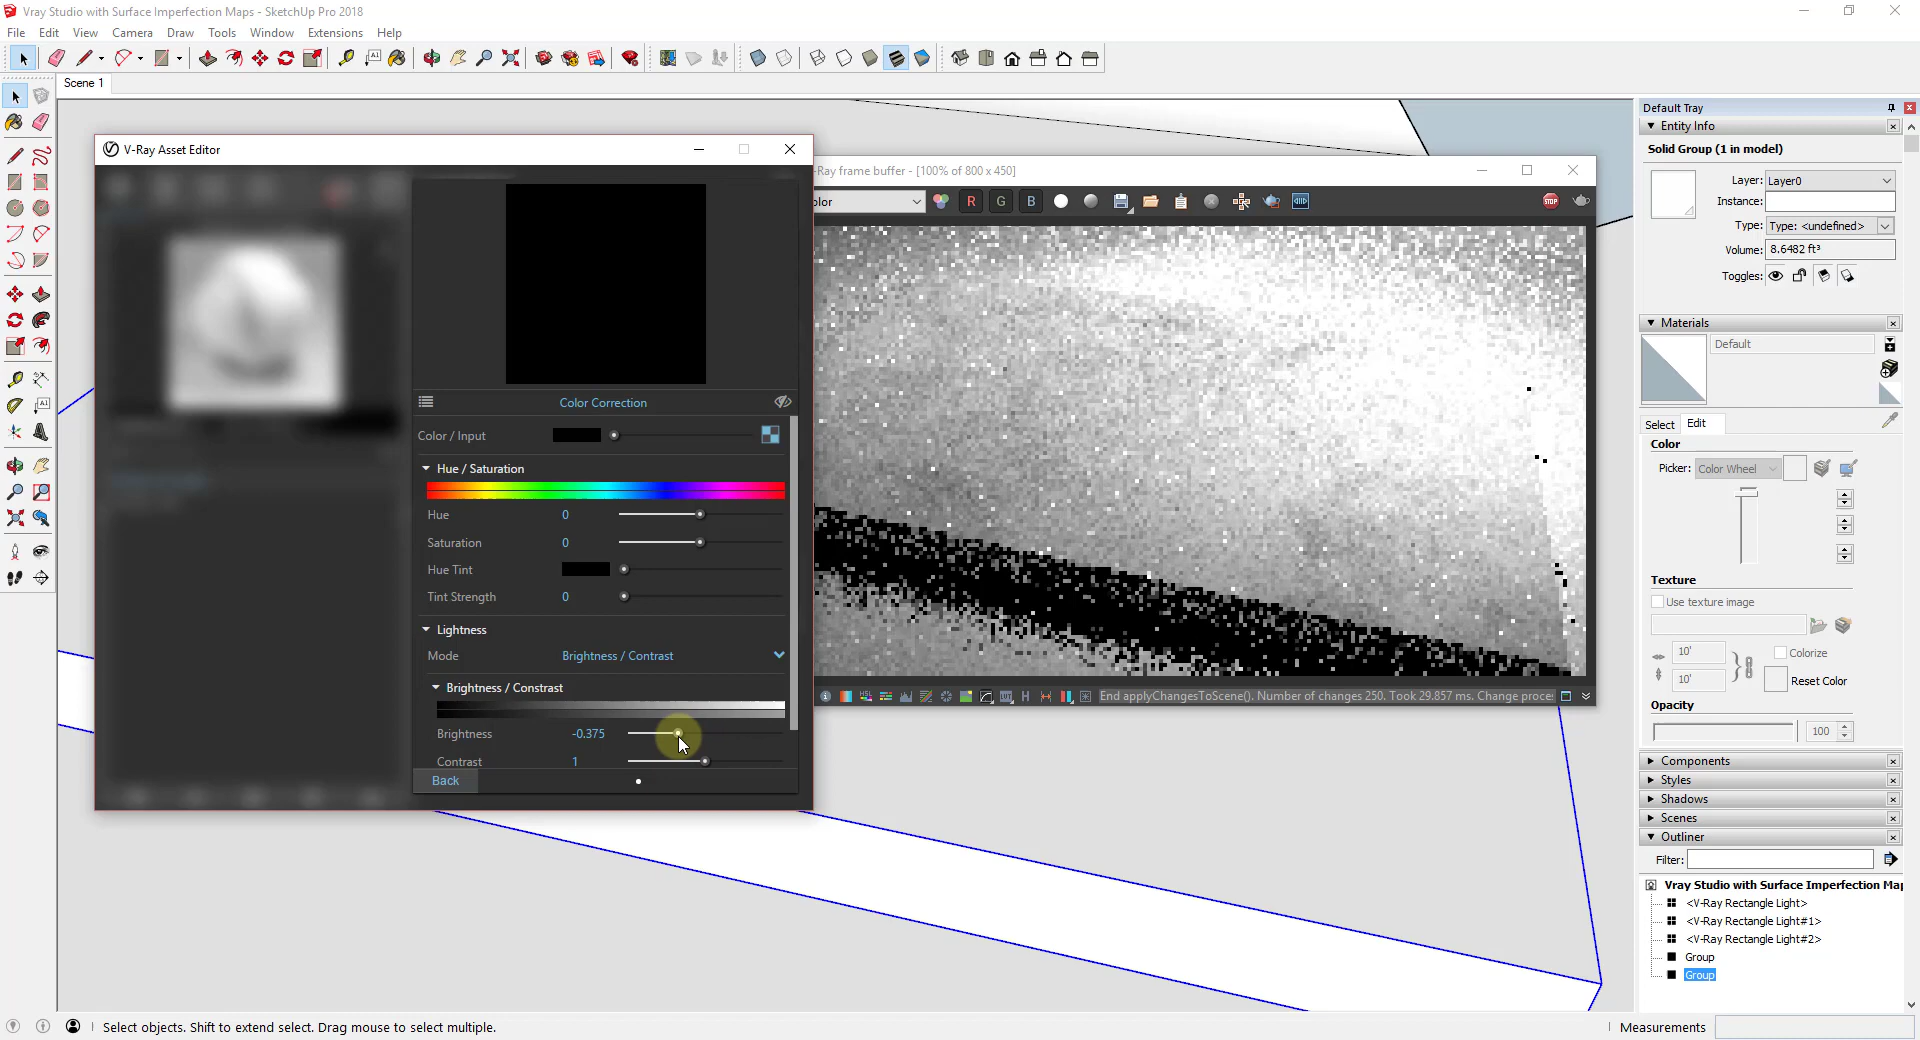 Vray Studio with Surface Imperfection Maps - SketchUp Pro 2018
File Edit View Camera Draw Tools Window Extensions Help
Scene 1
V-Ray Asset Editor
Color Correction
Color / Input
Hue / Saturation
Hue 0
Saturation 0
Hue Tint
Tint Strength 0
Lightness
Mode Brightness / Contrast
Brightness / Constrast
Brightness -0.375
Contrast 1
Back
-Ray frame buffer - [100% of 800 x 450]
olor R G B STOP
End applyChangesToScene(). Number of changes 250. Took 29.857 ms. Change proces
Default Tray
Entity Info
Solid Group (1 in model)
Layer: Layer0
Instance:
Type: Type: <undefined>
Volume: 8.6482 ft³
Toggles:
Materials
Default
Select Edit
Color
Picker: Color Wheel
Texture
Use texture image
10' Colorize
10' Reset Color
Opacity
100
Components
Styles
Shadows
Scenes
Outliner
Filter:
Vray Studio with Surface Imperfection Map
<V-Ray Rectangle Light>
<V-Ray Rectangle Light#1>
<V-Ray Rectangle Light#2>
Group
Group
Select objects. Shift to extend select. Drag mouse to select multiple.
Measurements